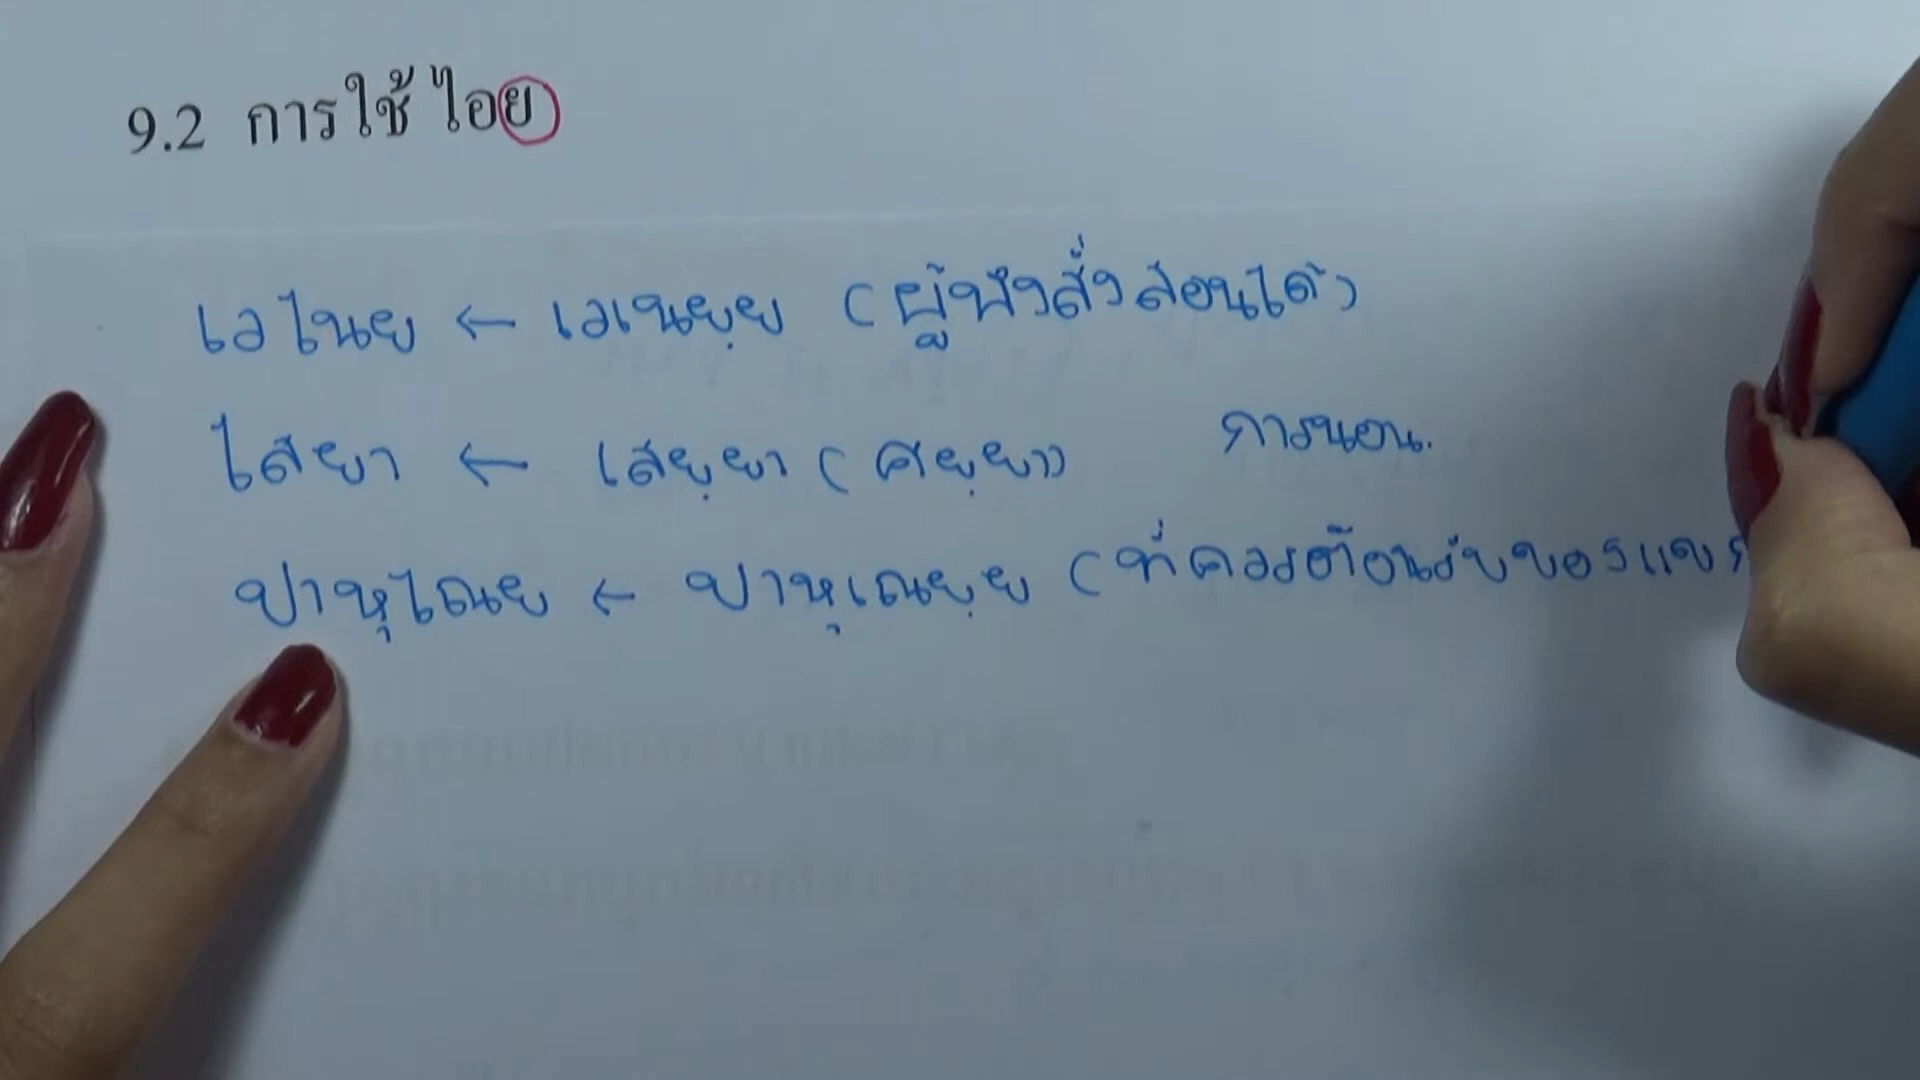 9.2 การใช้ ไอย
เวไนย ← เวเนยฺย (ผู้พึงสั่งสอนได้)
ไสยา ← เสยฺยา (ศยฺยา) การนอน.
ปาหุไณย ← ปาหุเณยฺย (ที่ควรต้อนรับของแขก